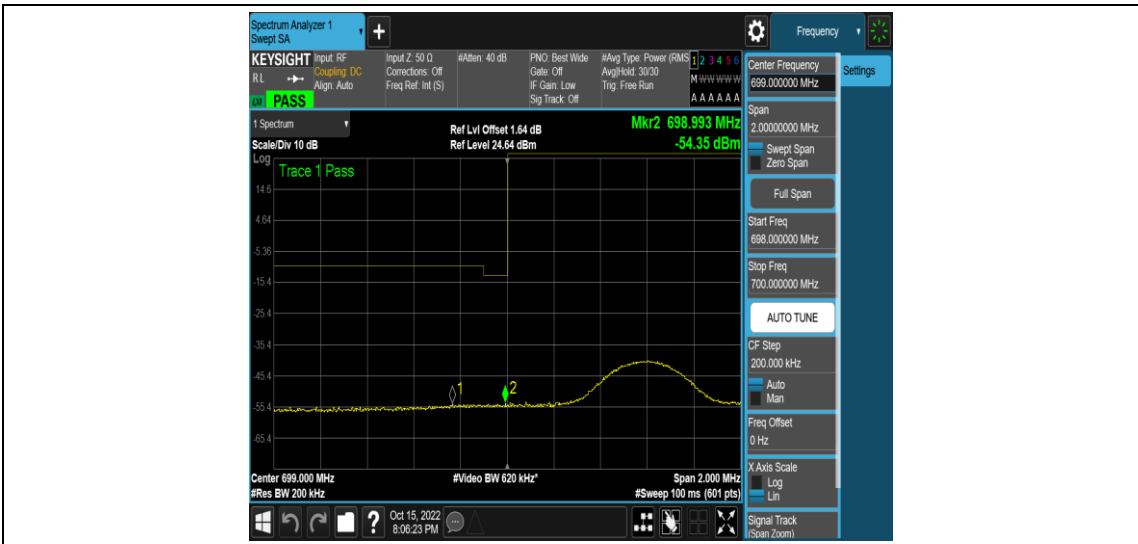 Spectrum Analyzer 1
Swept SA
Frequency
KEYSIGHT
RL
PASS
Input: RF
Coupling: DC
Align: Auto
Input Z: 50 Ω
Corrections: Off
Freq Ref: Int (S)
#Atten: 40 dB
PNO: Best Wide
Gate: Off
IF Gain: Low
Sig Track: Off
#Avg Type: Power (RMS
Avg|Hold: 30/30
Trig: Free Run
1 2 3 4 5 6
M W W W W W
A A A A A A
1 Spectrum
Scale/Div 10 dB
Ref Lvl Offset 1.64 dB
Ref Level 24.64 dBm
Mkr2 698.993 MHz
-54.35 dBm
Log
Trace 1 Pass
14.6
4.64
-5.36
-15.4
-25.4
-35.4
-45.4
-55.4
-65.4
1
2
Center 699.000 MHz
#Video BW 620 kHz*
Span 2.000 MHz
#Res BW 200 kHz
#Sweep 100 ms (601 pts)
Oct 15, 2022
8:06:23 PM
Center Frequency
699.000000 MHz
Settings
Span
2.00000000 MHz
Swept Span
Zero Span
Full Span
Start Freq
698.000000 MHz
Stop Freq
700.000000 MHz
AUTO TUNE
CF Step
200.000 kHz
Auto
Man
Freq Offset
0 Hz
X Axis Scale
Log
Lin
Signal Track
(Span Zoom)